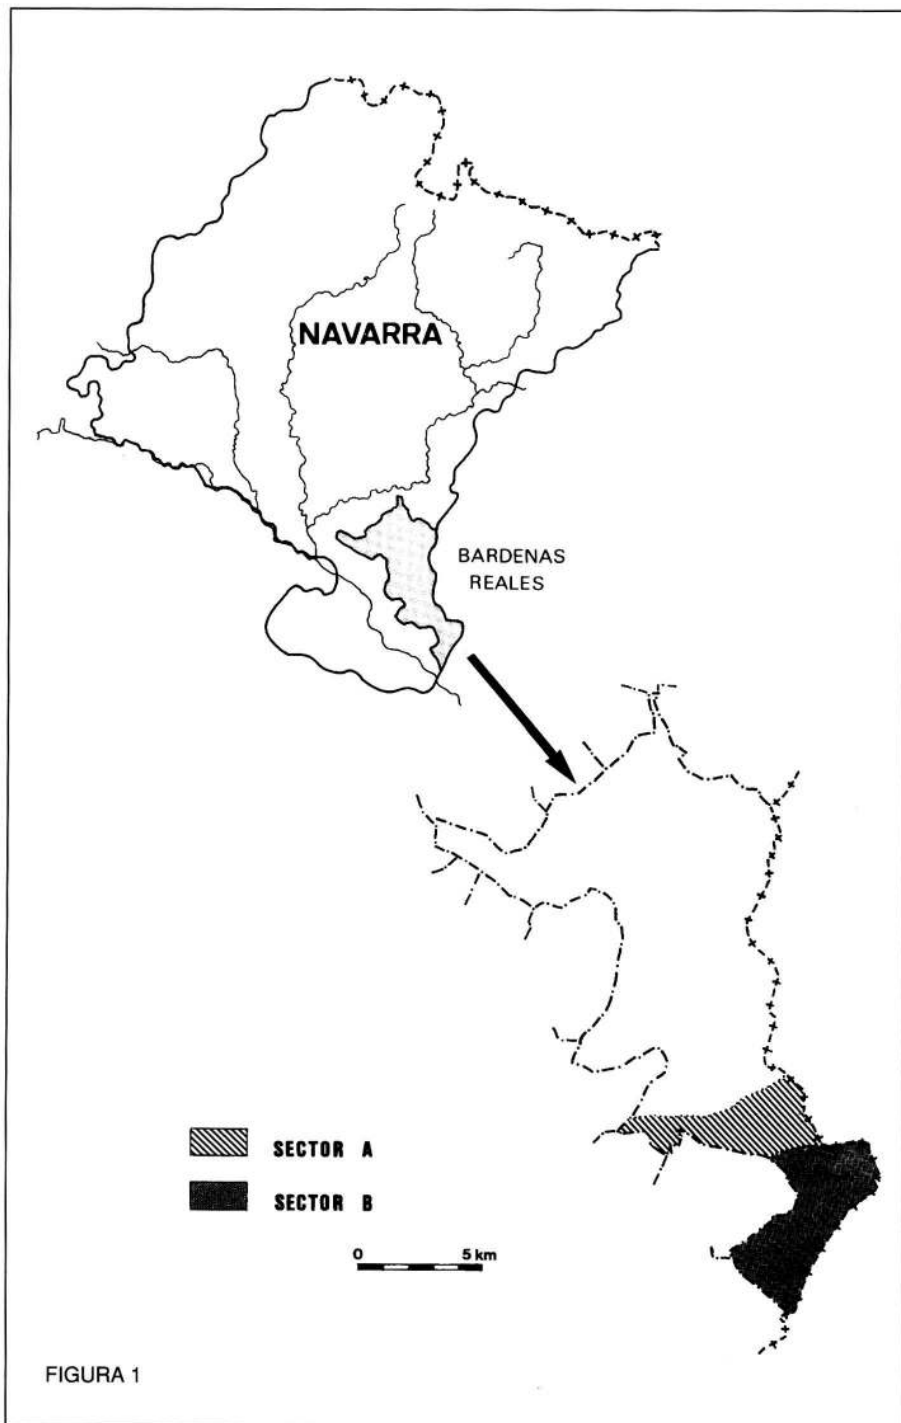 NAVARRA
BARDENAS
REALES
SECTOR A
SECTOR B
0 5 km
FIGURA 1